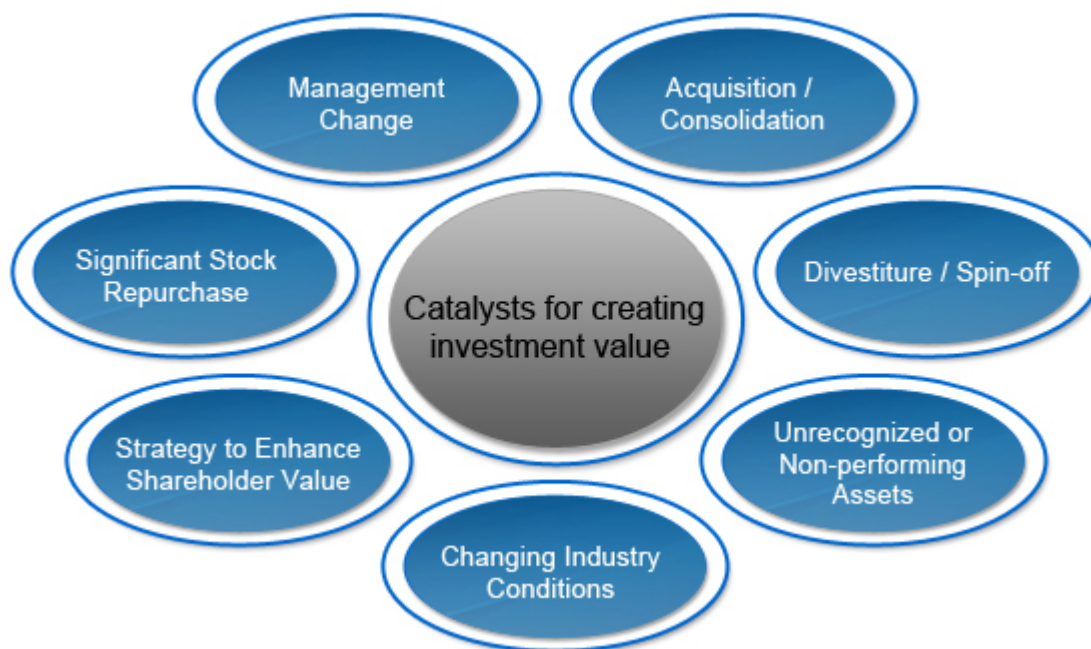 Management
Change
Acquisition /
Consolidation
Significant Stock
Repurchase
Divestiture / Spin-off
Catalysts for creating
investment value
Strategy to Enhance
Shareholder Value
Unrecognized or
Non-performing
Assets
Changing Industry
Conditions